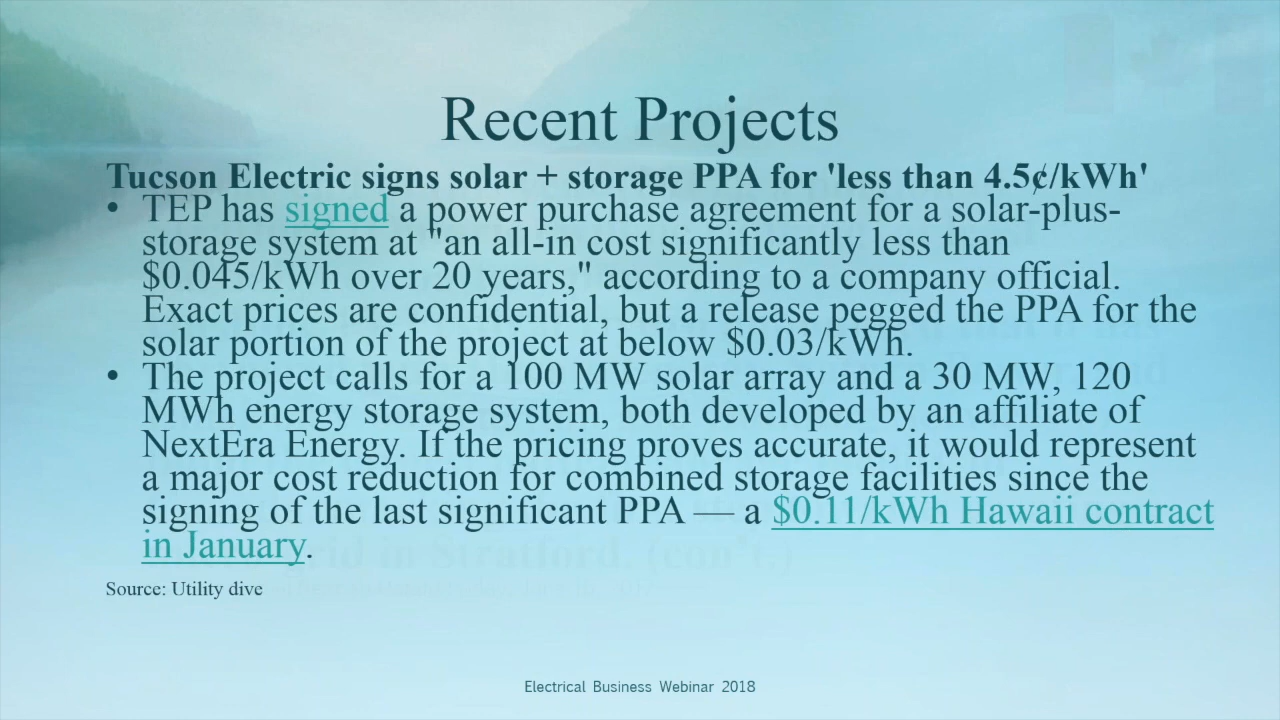 Recent Projects
Tucson Electric signs solar + storage PPA for 'less than 4.5¢/kWh'
• TEP has signed a power purchase agreement for a solar-plus-
storage system at "an all-in cost significantly less than
$0.045/kWh over 20 years," according to a company official.
Exact prices are confidential, but a release pegged the PPA for the
solar portion of the project at below $0.03/kWh.
• The project calls for a 100 MW solar array and a 30 MW, 120
MWh energy storage system, both developed by an affiliate of
NextEra Energy. If the pricing proves accurate, it would represent
a major cost reduction for combined storage facilities since the
signing of the last significant PPA — a $0.11/kWh Hawaii contract
in January.
grid in Stratford, (con't.)
Source: Utility dive
Electrical Business Webinar 2018